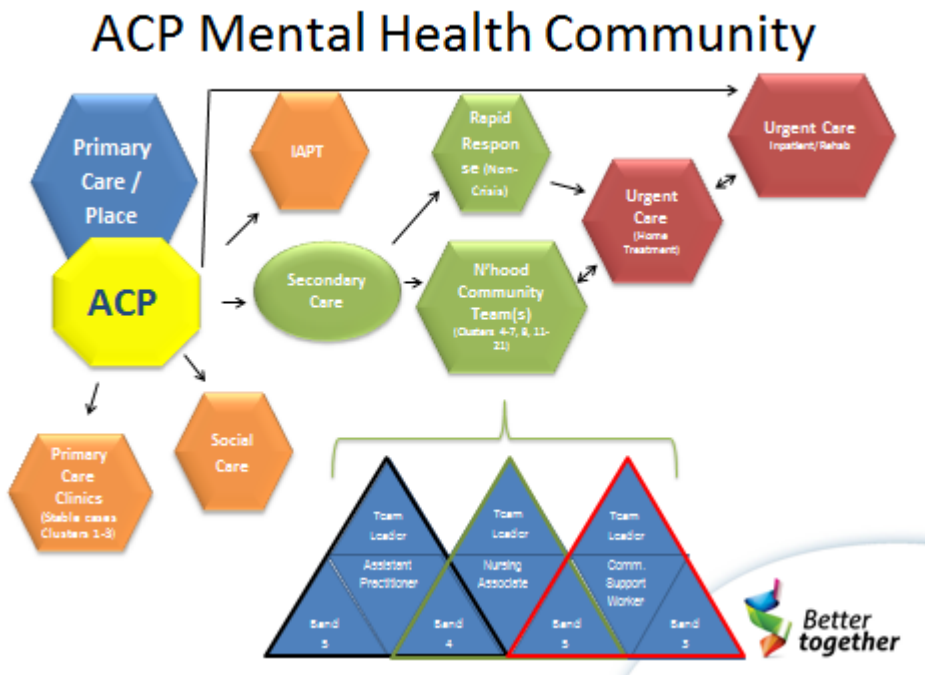 ACP Mental Health Community
Primary
Care /
Place
ACP
IAPT
Rapid
Respon
se (Non-
Crisis)
Urgent Care
Inpatient/Rehab
Urgent
Care
(Home
Treatment)
Secondary
Care
N'hood
Community
Team(s)
(Clusters 4-7, 8, 11-
21)
Primary
Care
Clinics
(Stable cases
Clusters 1-3)
Social
Care
Team
Leader
Assistant
Practitioner
Band
Team
Leader
Nursing
Associate
Band
4
Team
Leader
Comm.
Support
Worker
Band
Band
Better
together